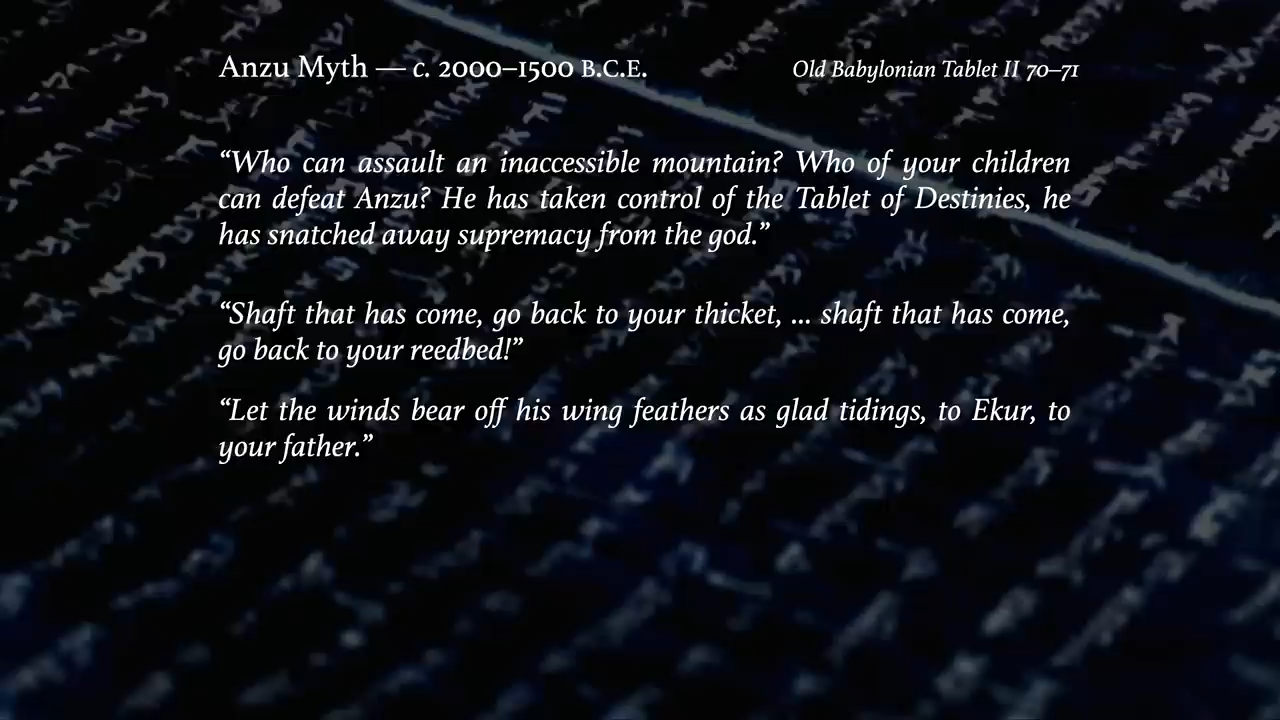 Anzu Myth — c. 2000–1500 B.C.E.
Old Babylonian Tablet II 70–71
“Who can assault an inaccessible mountain? Who of your children
can defeat Anzu? He has taken control of the Tablet of Destinies, he
has snatched away supremacy from the god.”
“Shaft that has come, go back to your thicket, ... shaft that has come,
go back to your reedbed!”
“Let the winds bear off his wing feathers as glad tidings, to Ekur, to
your father.”